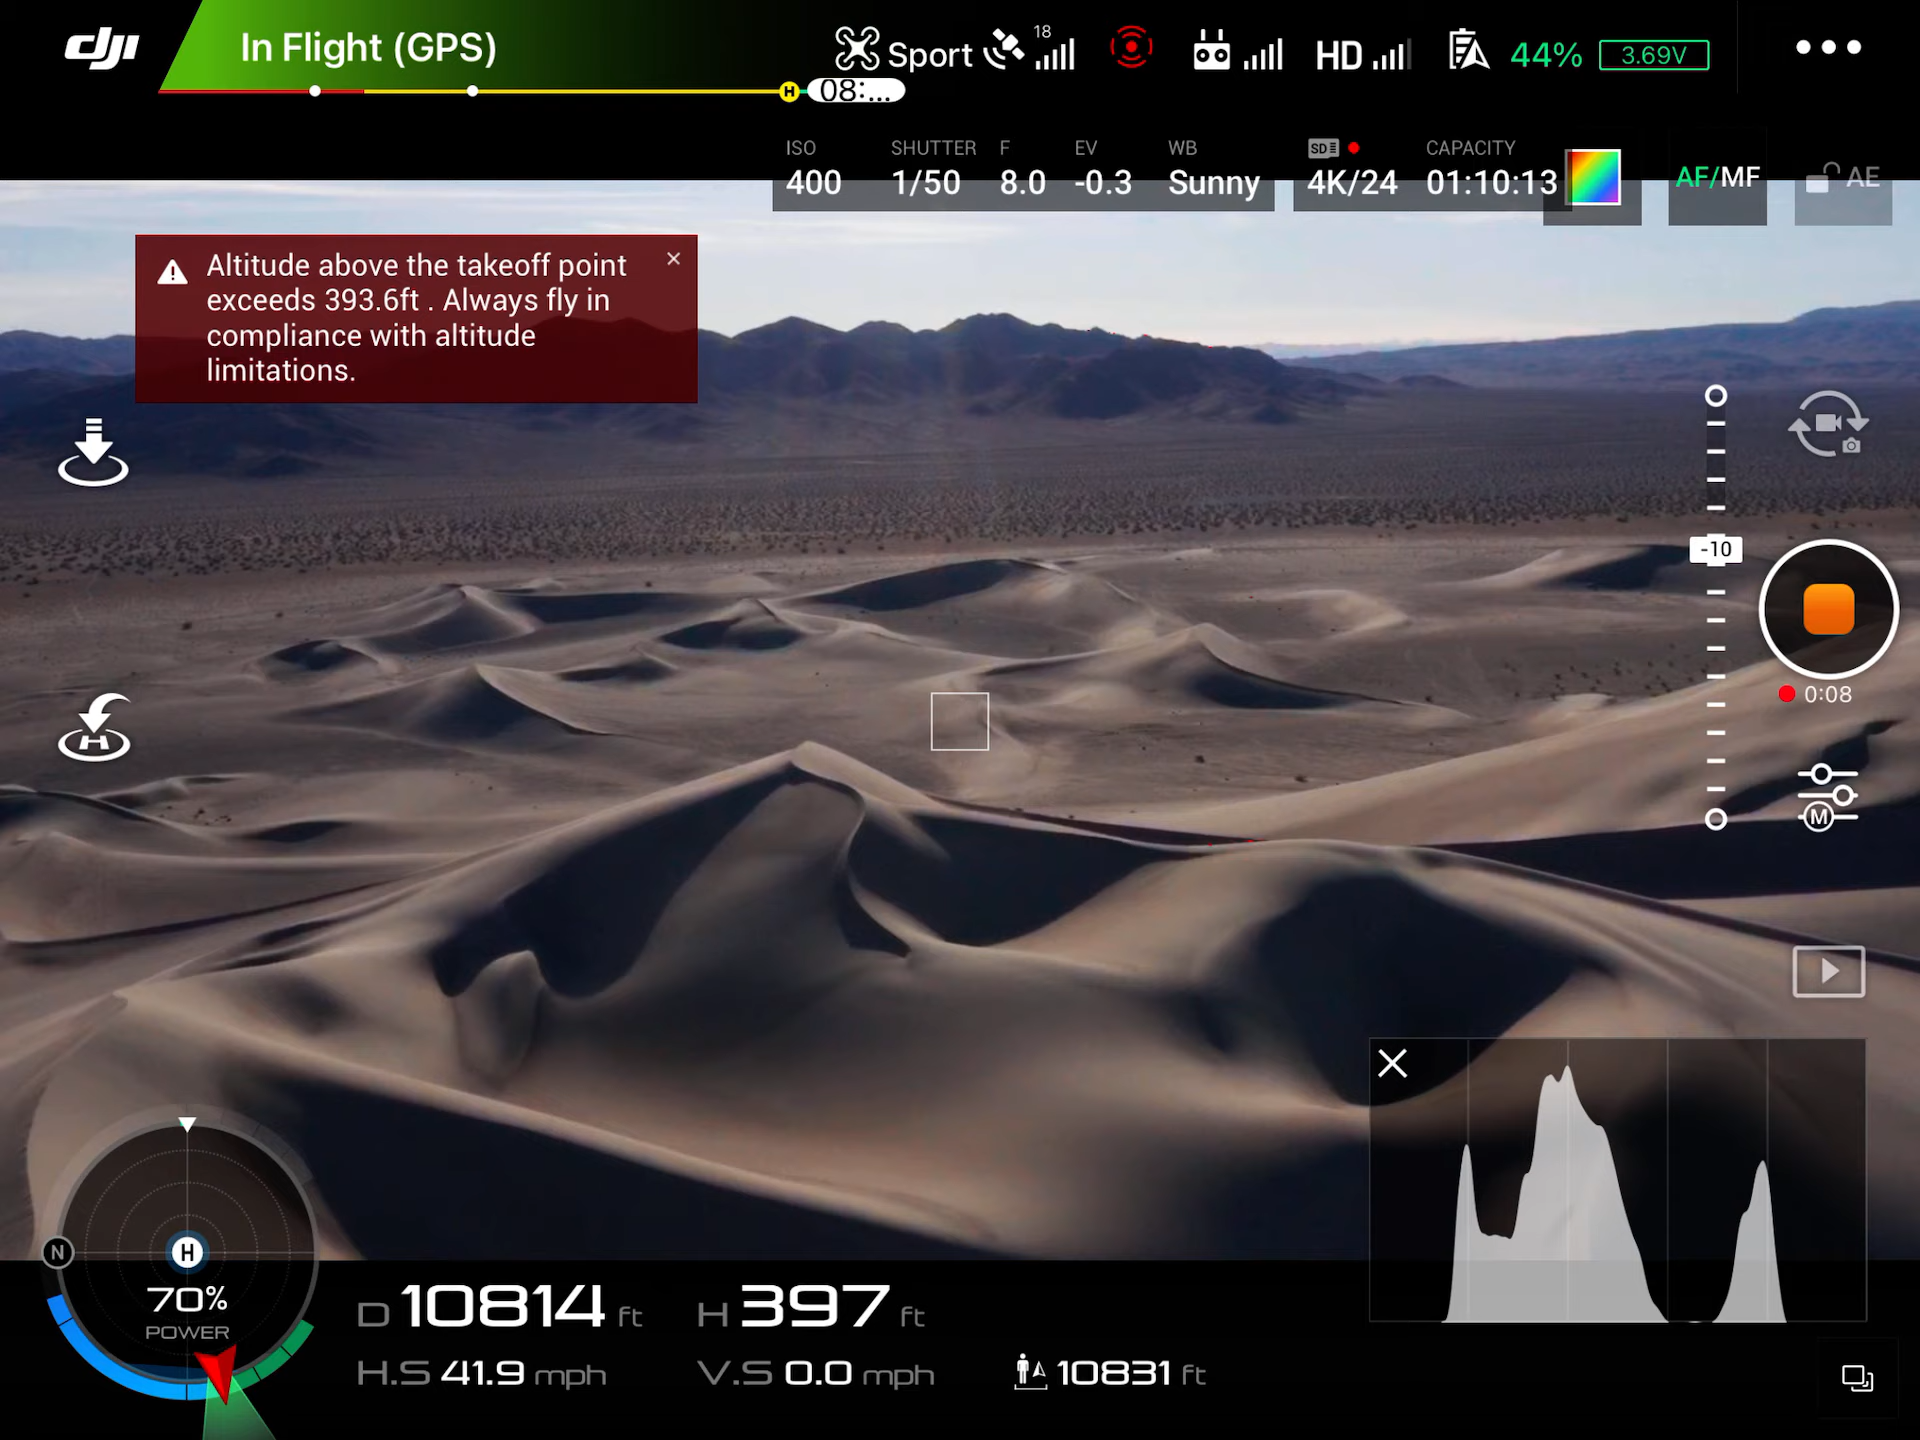 dji
In Flight (GPS)
Sport
18
HD
44%
3.69V
H
08:...
ISO
400
SHUTTER
1/50
F
8.0
EV
-0.3
WB
Sunny
SD
4K/24
CAPACITY
01:10:13
AF/MF
AE
Altitude above the takeoff point
exceeds 393.6ft . Always fly in
compliance with altitude
limitations.
-10
0:08
H
M
N
H
70%
POWER
D 10814 ft
H 397 ft
H.S 41.9 mph
V.S 0.0 mph
10831 ft